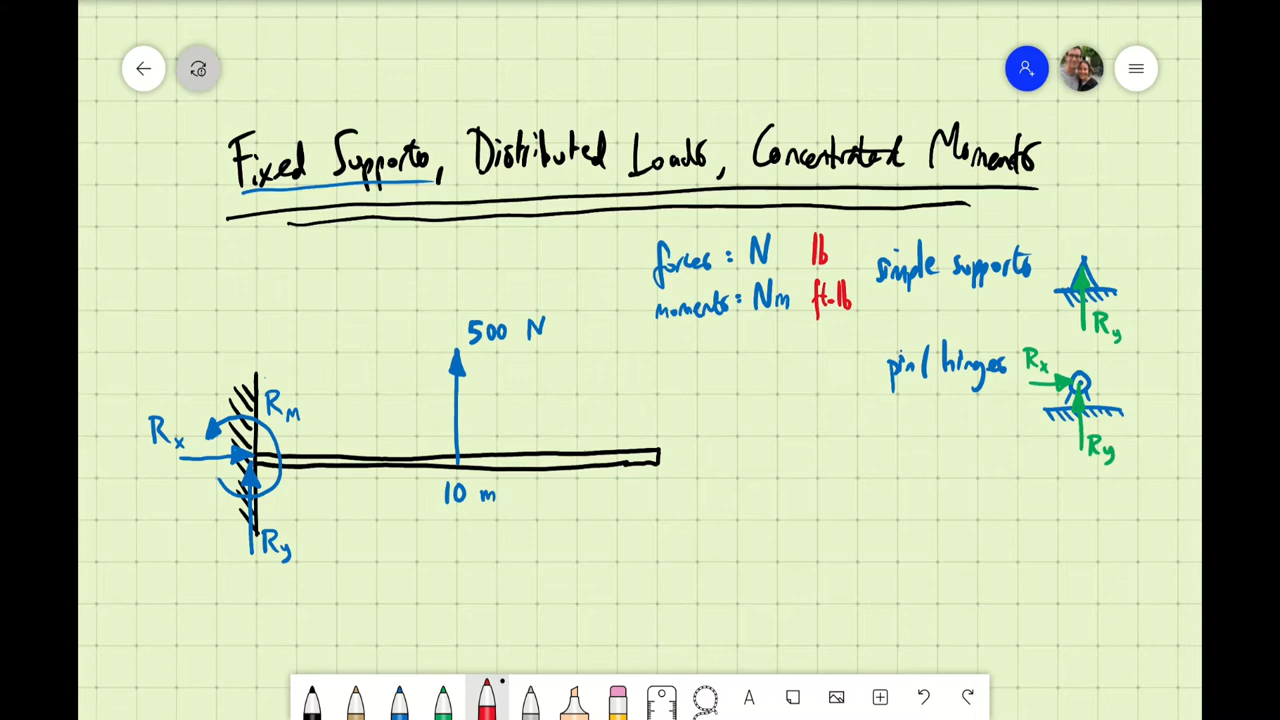 Fixed Supports, Distributed Loads, Concentrated Moments
forces : N lb
moments : Nm ft.lb
simple supports
Ry
pin/hinges
Rx
Ry
500 N
RM
Rx
10 m
Ry
A